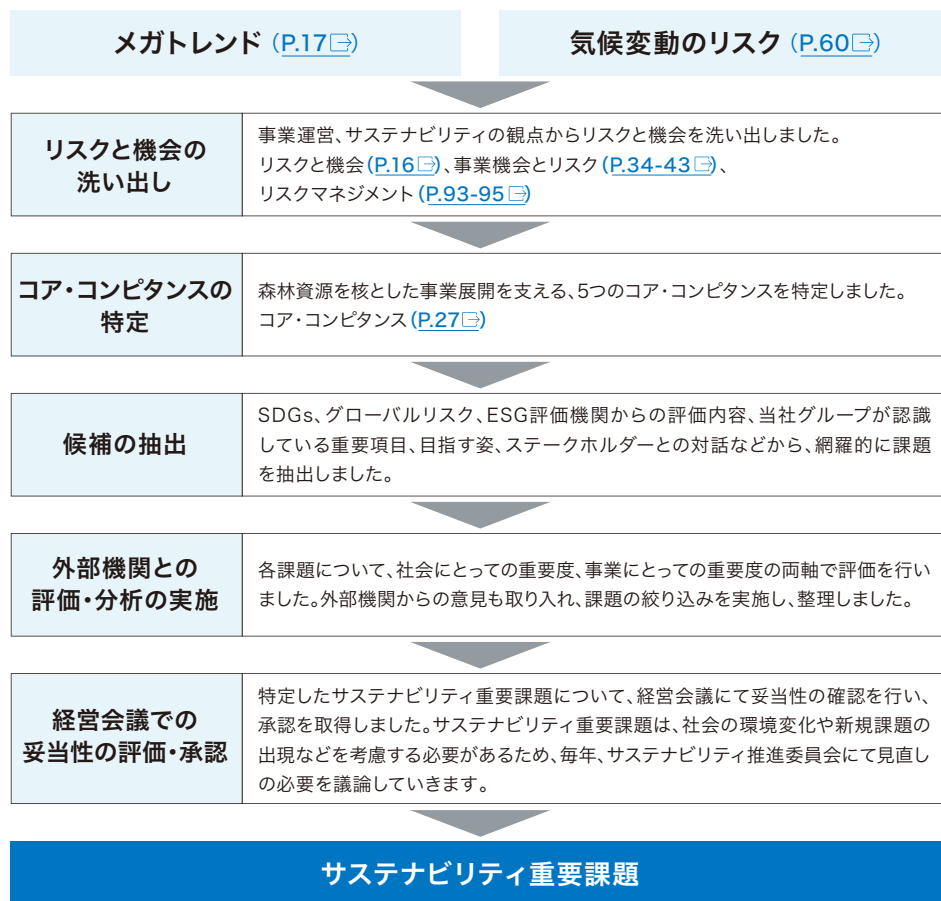 メガトレンド（P.17）
気候変動のリスク（P.60）
リスクと機会の
洗い出し
事業運営、サステナビリティの観点からリスクと機会を洗い出しました。
リスクと機会（P.16）、事業機会とリスク（P.34-43）、
リスクマネジメント（P.93-95）
コア・コンピタンスの
特定
森林資源を核とした事業展開を支える、5つのコア・コンピタンスを特定しました。
コア・コンピタンス（P.27）
候補の抽出
SDGs、グローバルリスク、ESG評価機関からの評価内容、当社グループが認識
している重要項目、目指す姿、ステークホルダーとの対話などから、網羅的に課題
を抽出しました。
外部機関との
評価・分析の実施
各課題について、社会にとっての重要度、事業にとっての重要度の両軸で評価を行い
ました。外部機関からの意見も取り入れ、課題の絞り込みを実施し、整理しました。
経営会議での
妥当性の評価・承認
特定したサステナビリティ重要課題について、経営会議にて妥当性の確認を行い、
承認を取得しました。サステナビリティ重要課題は、社会の環境変化や新規課題の
出現などを考慮する必要があるため、毎年、サステナビリティ推進委員会にて見直し
の必要を議論していきます。
サステナビリティ重要課題